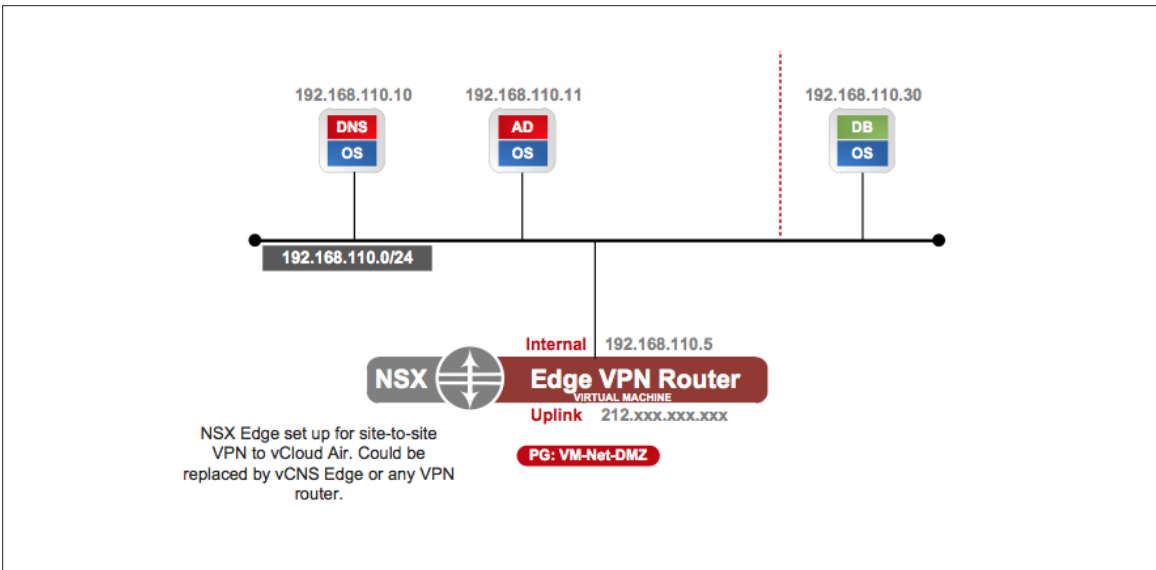 192.168.110.10
192.168.110.11
192.168.110.30
DNS
OS
AD
OS
DB
OS
192.168.110.0/24
Internal 192.168.110.5
NSX
Edge VPN Router
VIRTUAL MACHINE
Uplink 212.xxx.xxx.xxx
PG: VM-Net-DMZ
NSX Edge set up for site-to-site
VPN to vCloud Air. Could be
replaced by vCNS Edge or any VPN
router.